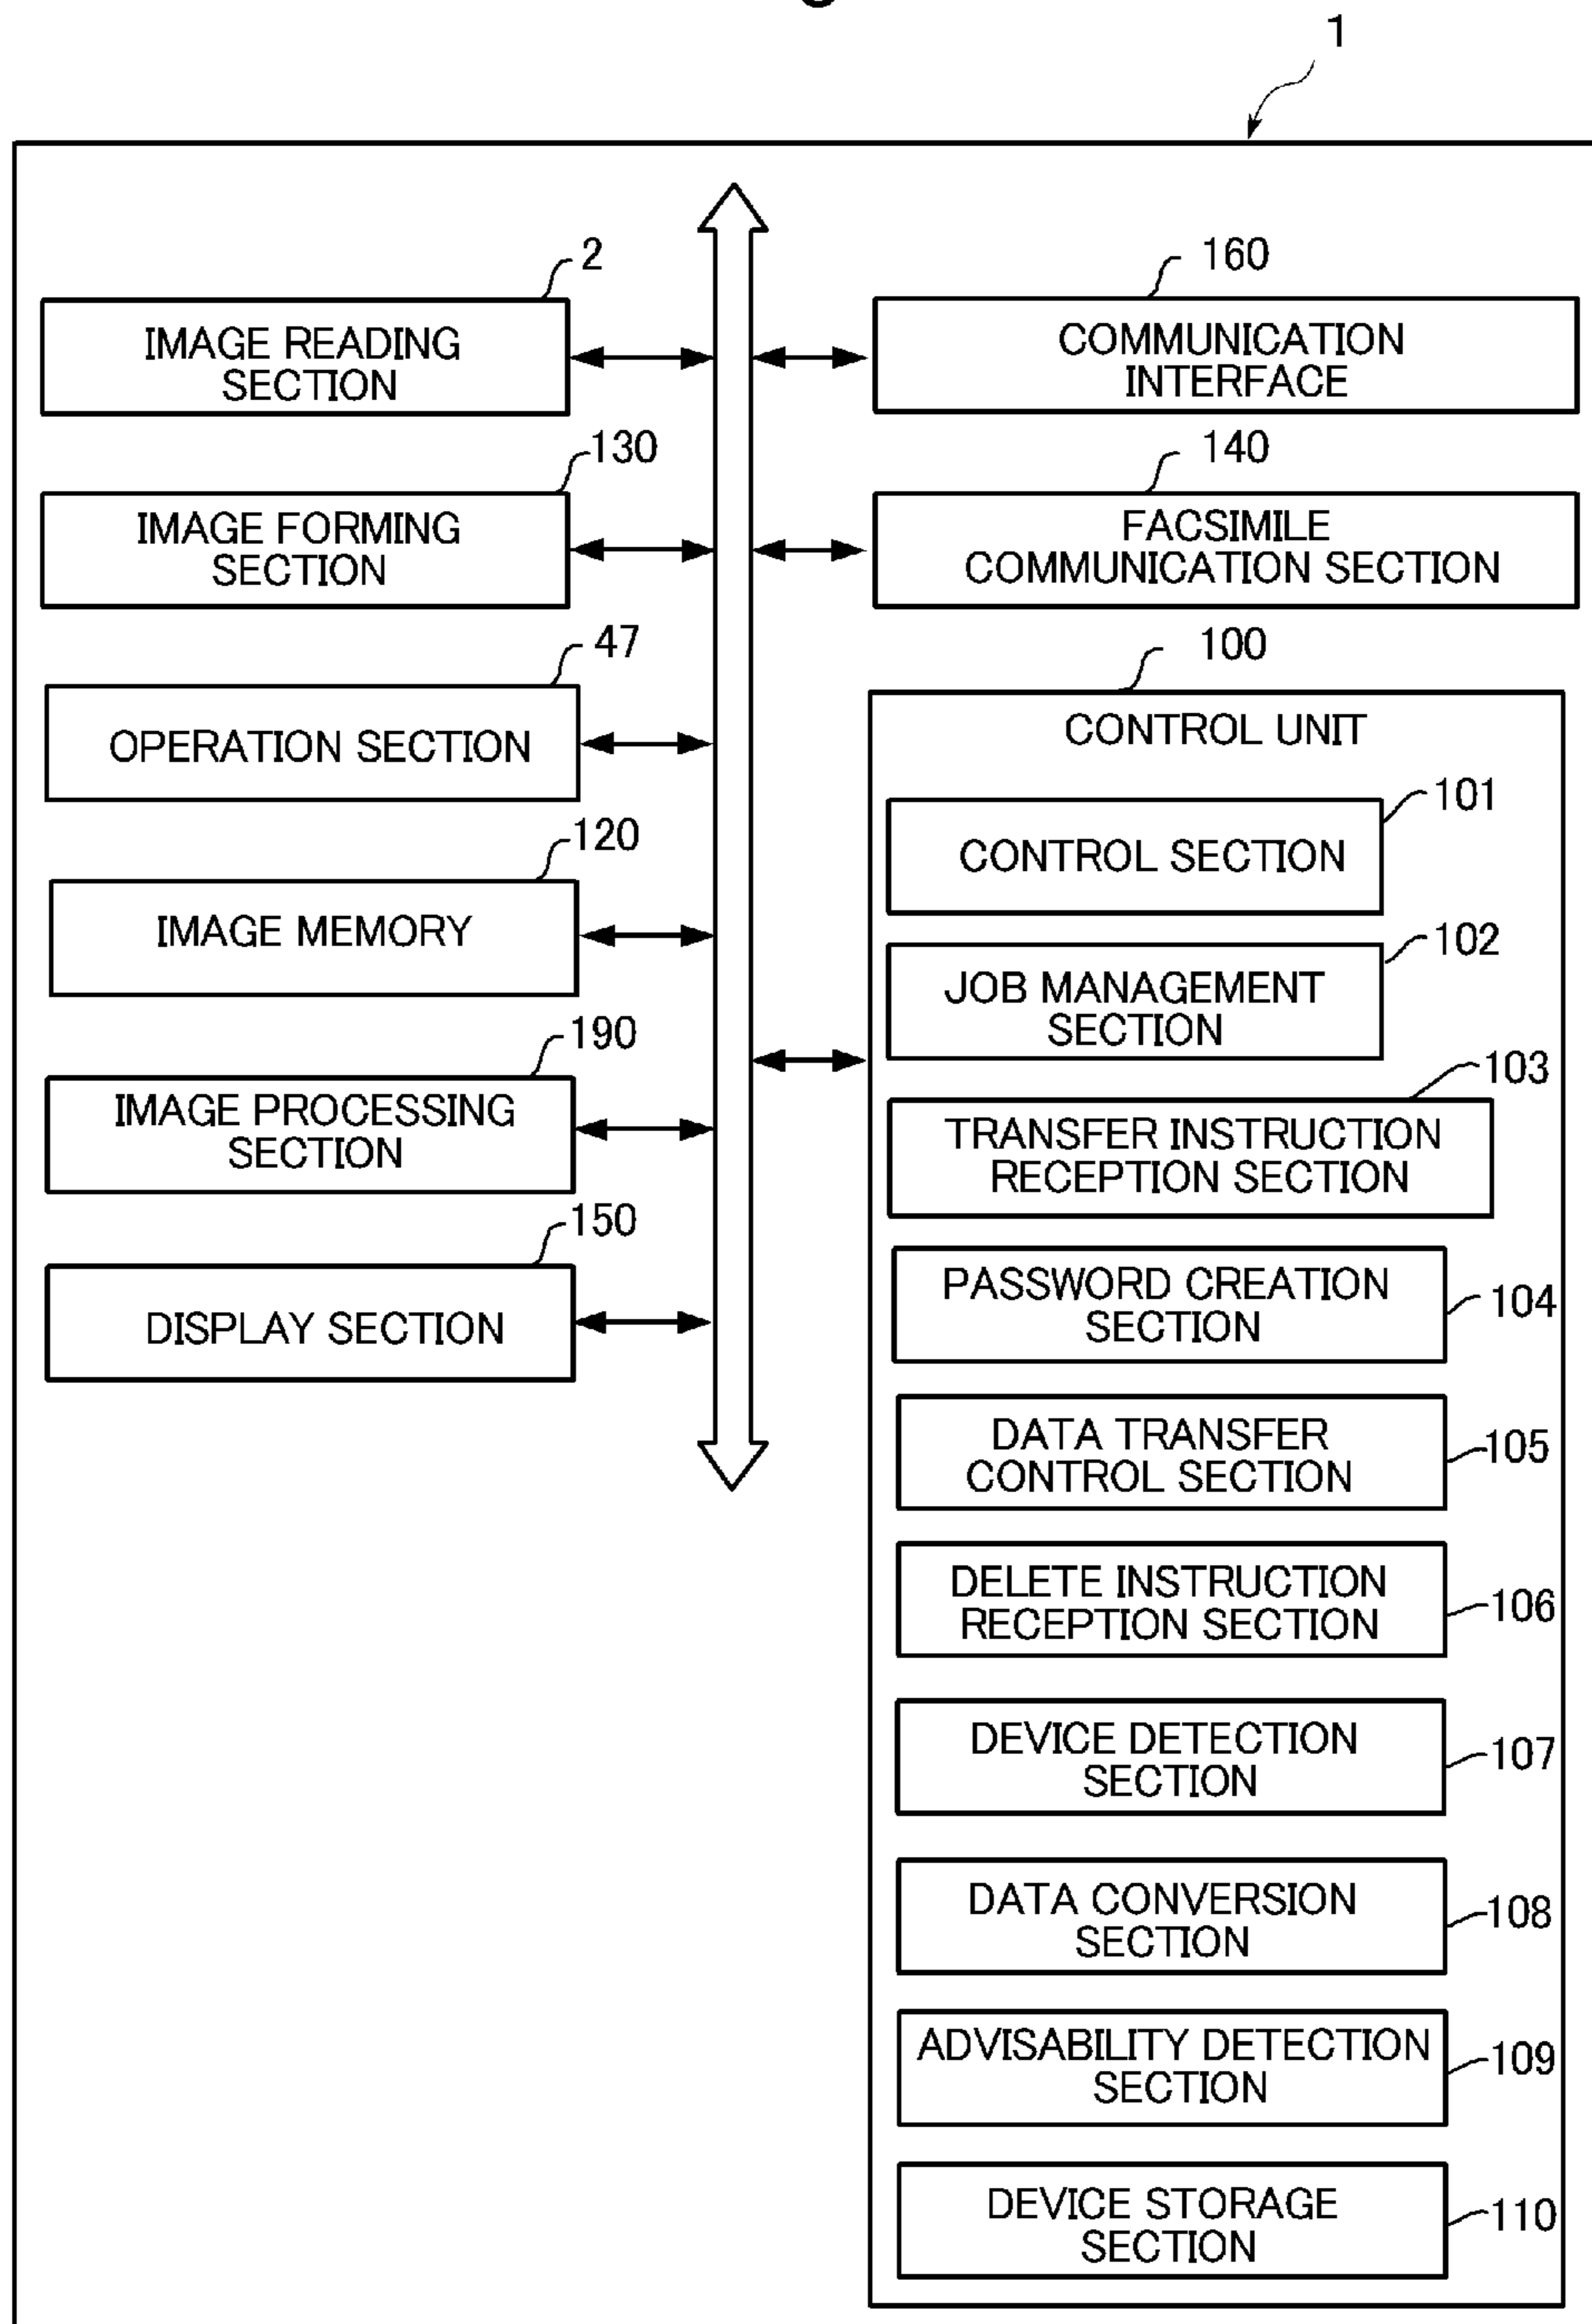 1
2
IMAGE READING
SECTION
130
IMAGE FORMING
SECTION
47
OPERATION SECTION
120
IMAGE MEMORY
190
IMAGE PROCESSING
SECTION
150
DISPLAY SECTION
160
COMMUNICATION
INTERFACE
140
FACSIMILE
COMMUNICATION SECTION
100
CONTROL UNIT
101
CONTROL SECTION
102
JOB MANAGEMENT
SECTION
103
TRANSFER INSTRUCTION
RECEPTION SECTION
PASSWORD CREATION
SECTION
104
DATA TRANSFER
CONTROL SECTION
105
DELETE INSTRUCTION
RECEPTION SECTION
106
DEVICE DETECTION
SECTION
107
DATA CONVERSION
SECTION
108
ADVISABILITY DETECTION
SECTION
109
DEVICE STORAGE
SECTION
110